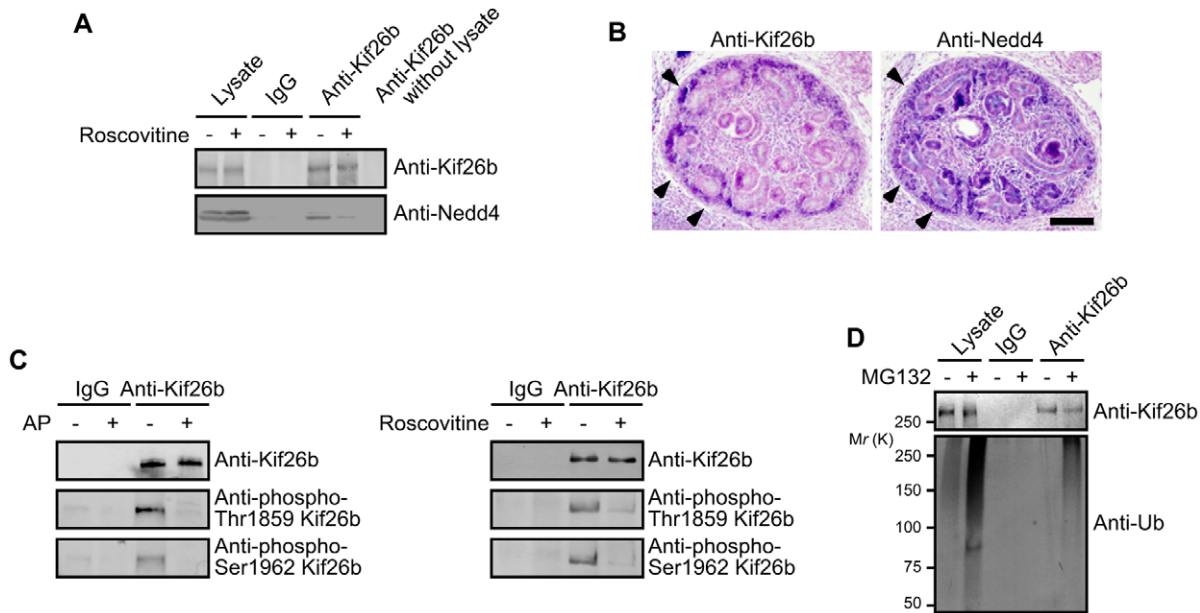 A
Lysate
IgG
Anti-Kif26b
Anti-Kif26b
without lysate
Roscovitine - + - + - +
Anti-Kif26b
Anti-Nedd4
B
Anti-Kif26b
Anti-Nedd4
C
IgG Anti-Kif26b
AP - + - +
Anti-Kif26b
Anti-phospho-
Thr1859 Kif26b
Anti-phospho-
Ser1962 Kif26b
IgG Anti-Kif26b
Roscovitine - + - +
Anti-Kif26b
Anti-phospho-
Thr1859 Kif26b
Anti-phospho-
Ser1962 Kif26b
D
Lysate
IgG
Anti-Kif26b
MG132 - + - + - +
250
Anti-Kif26b
Mr (K)
250
150
100
75
50
Anti-Ub